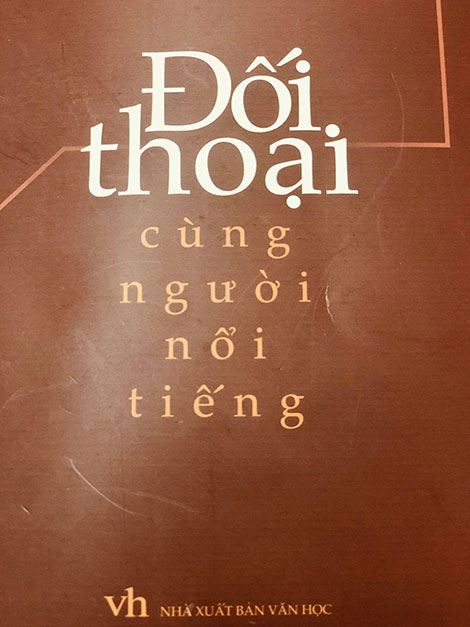 Đối
thoại
cùng
người
nổi
tiếng
vh NHÀ XUẤT BẢN VĂN HỌC